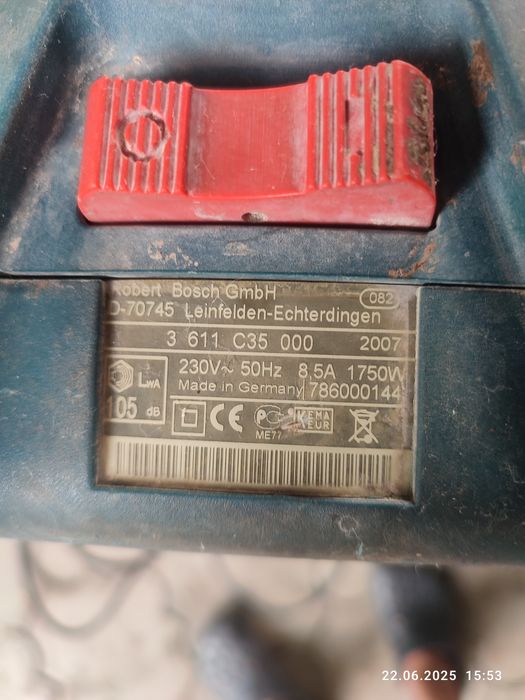 Robert Bosch GmbH 082
D-70745 Leinfelden-Echterdingen
3 611 C35 000 2007
230V~ 50Hz 8,5A 1750W
Made in Germany 786000144
LWA
105 dB
CE
ME77
KEMA
KEUR
22.06.2025 15:53